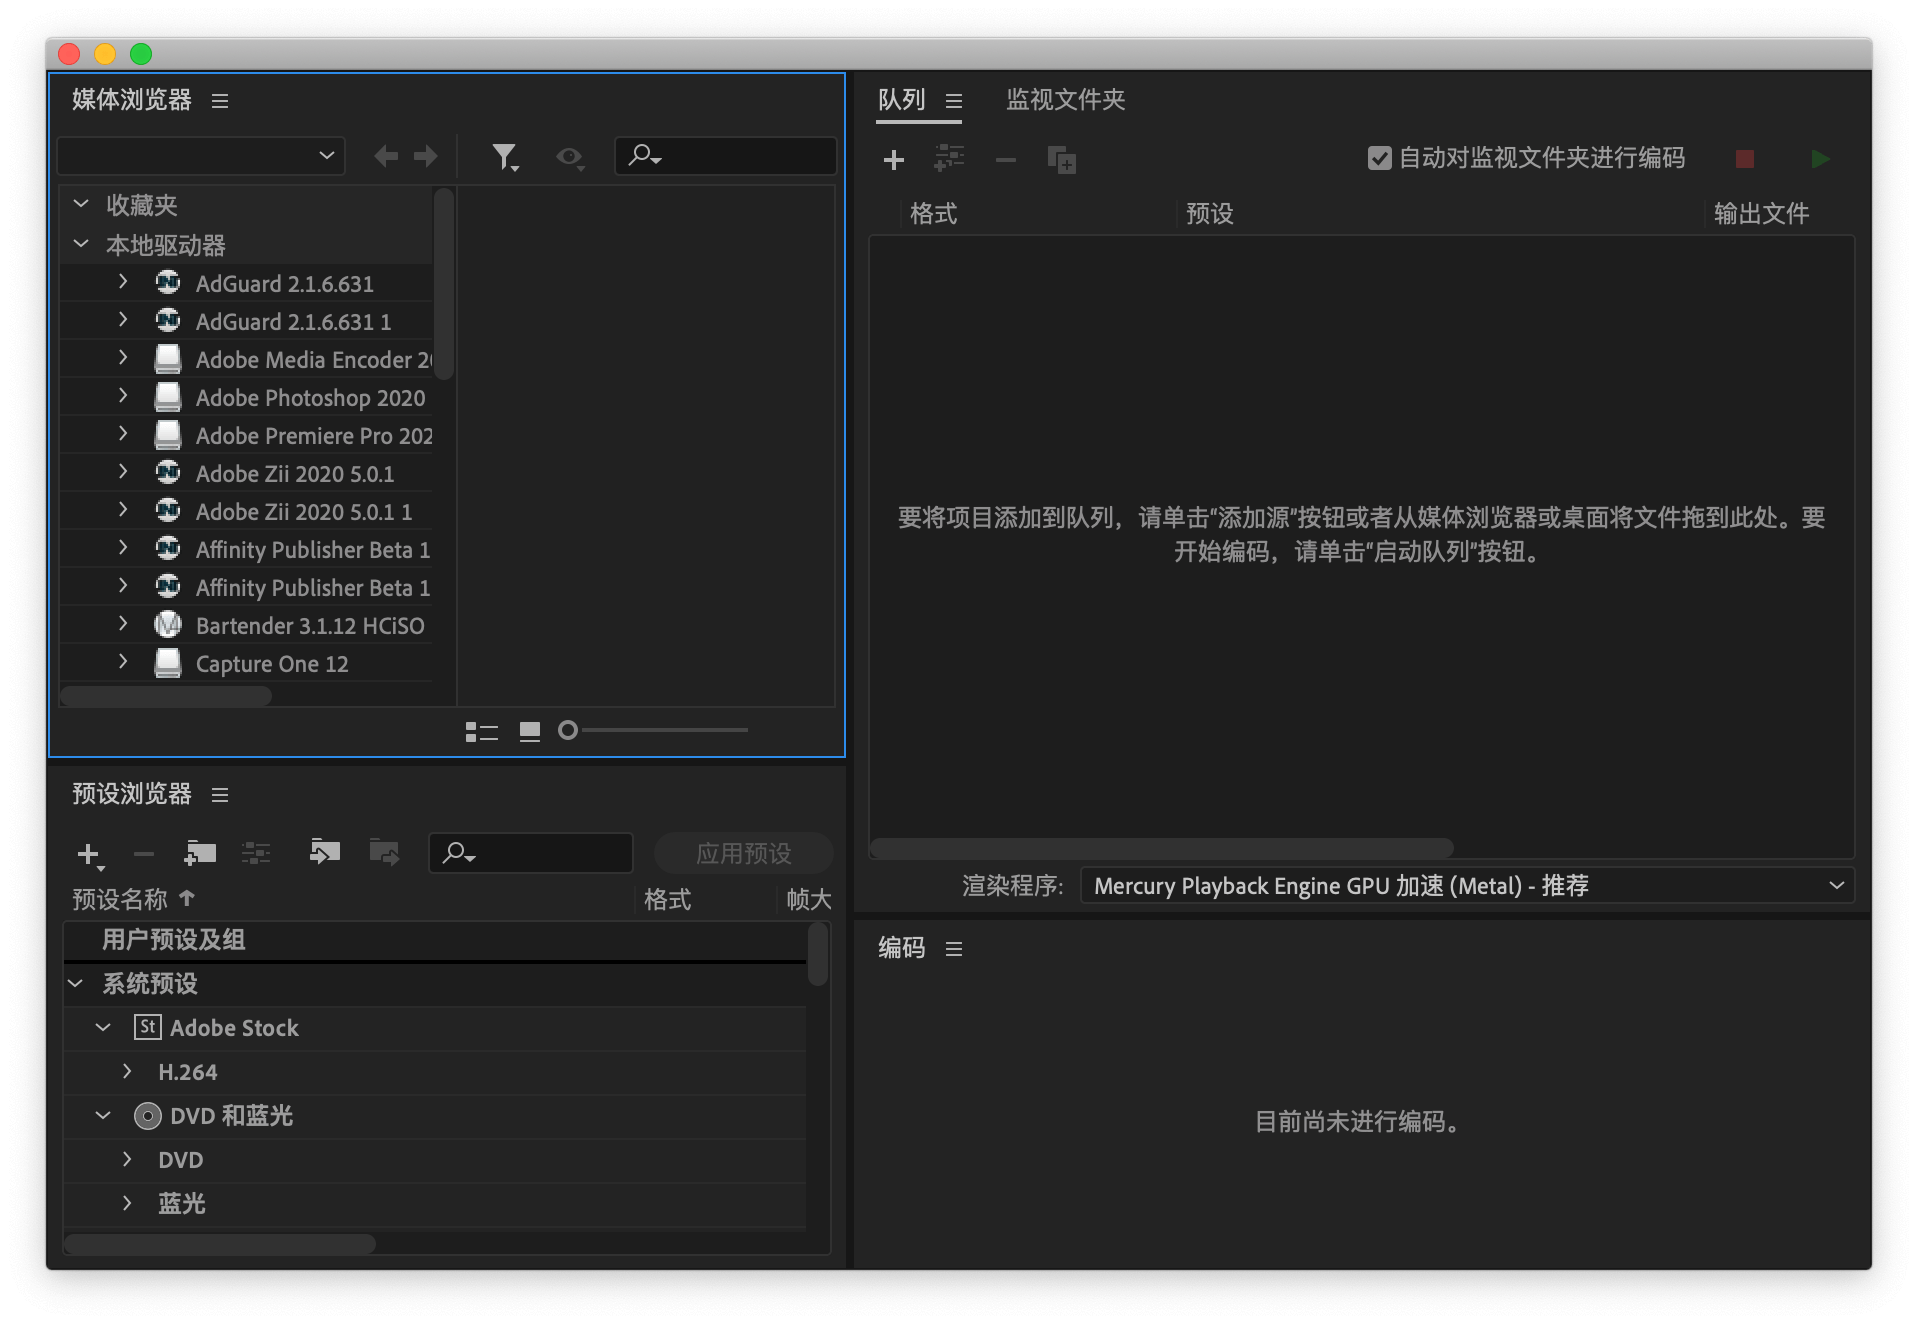 媒体浏览器
收藏夹
本地驱动器
AdGuard 2.1.6.631
AdGuard 2.1.6.631 1
Adobe Media Encoder 20
Adobe Photoshop 2020
Adobe Premiere Pro 202
Adobe Zii 2020 5.0.1
Adobe Zii 2020 5.0.1 1
Affinity Publisher Beta 1
Affinity Publisher Beta 1
Bartender 3.1.12 HCiSO
Capture One 12
预设浏览器
应用预设
预设名称 格式 帧大
用户预设及组
系统预设
St Adobe Stock
H.264
DVD 和蓝光
DVD
蓝光
队列 监视文件夹
自动对监视文件夹进行编码
格式 预设 输出文件
要将项目添加到队列，请单击“添加源”按钮或者从媒体浏览器或桌面将文件拖到此处。要
开始编码，请单击“启动队列”按钮。
渲染程序: Mercury Playback Engine GPU 加速 (Metal) - 推荐
编码
目前尚未进行编码。